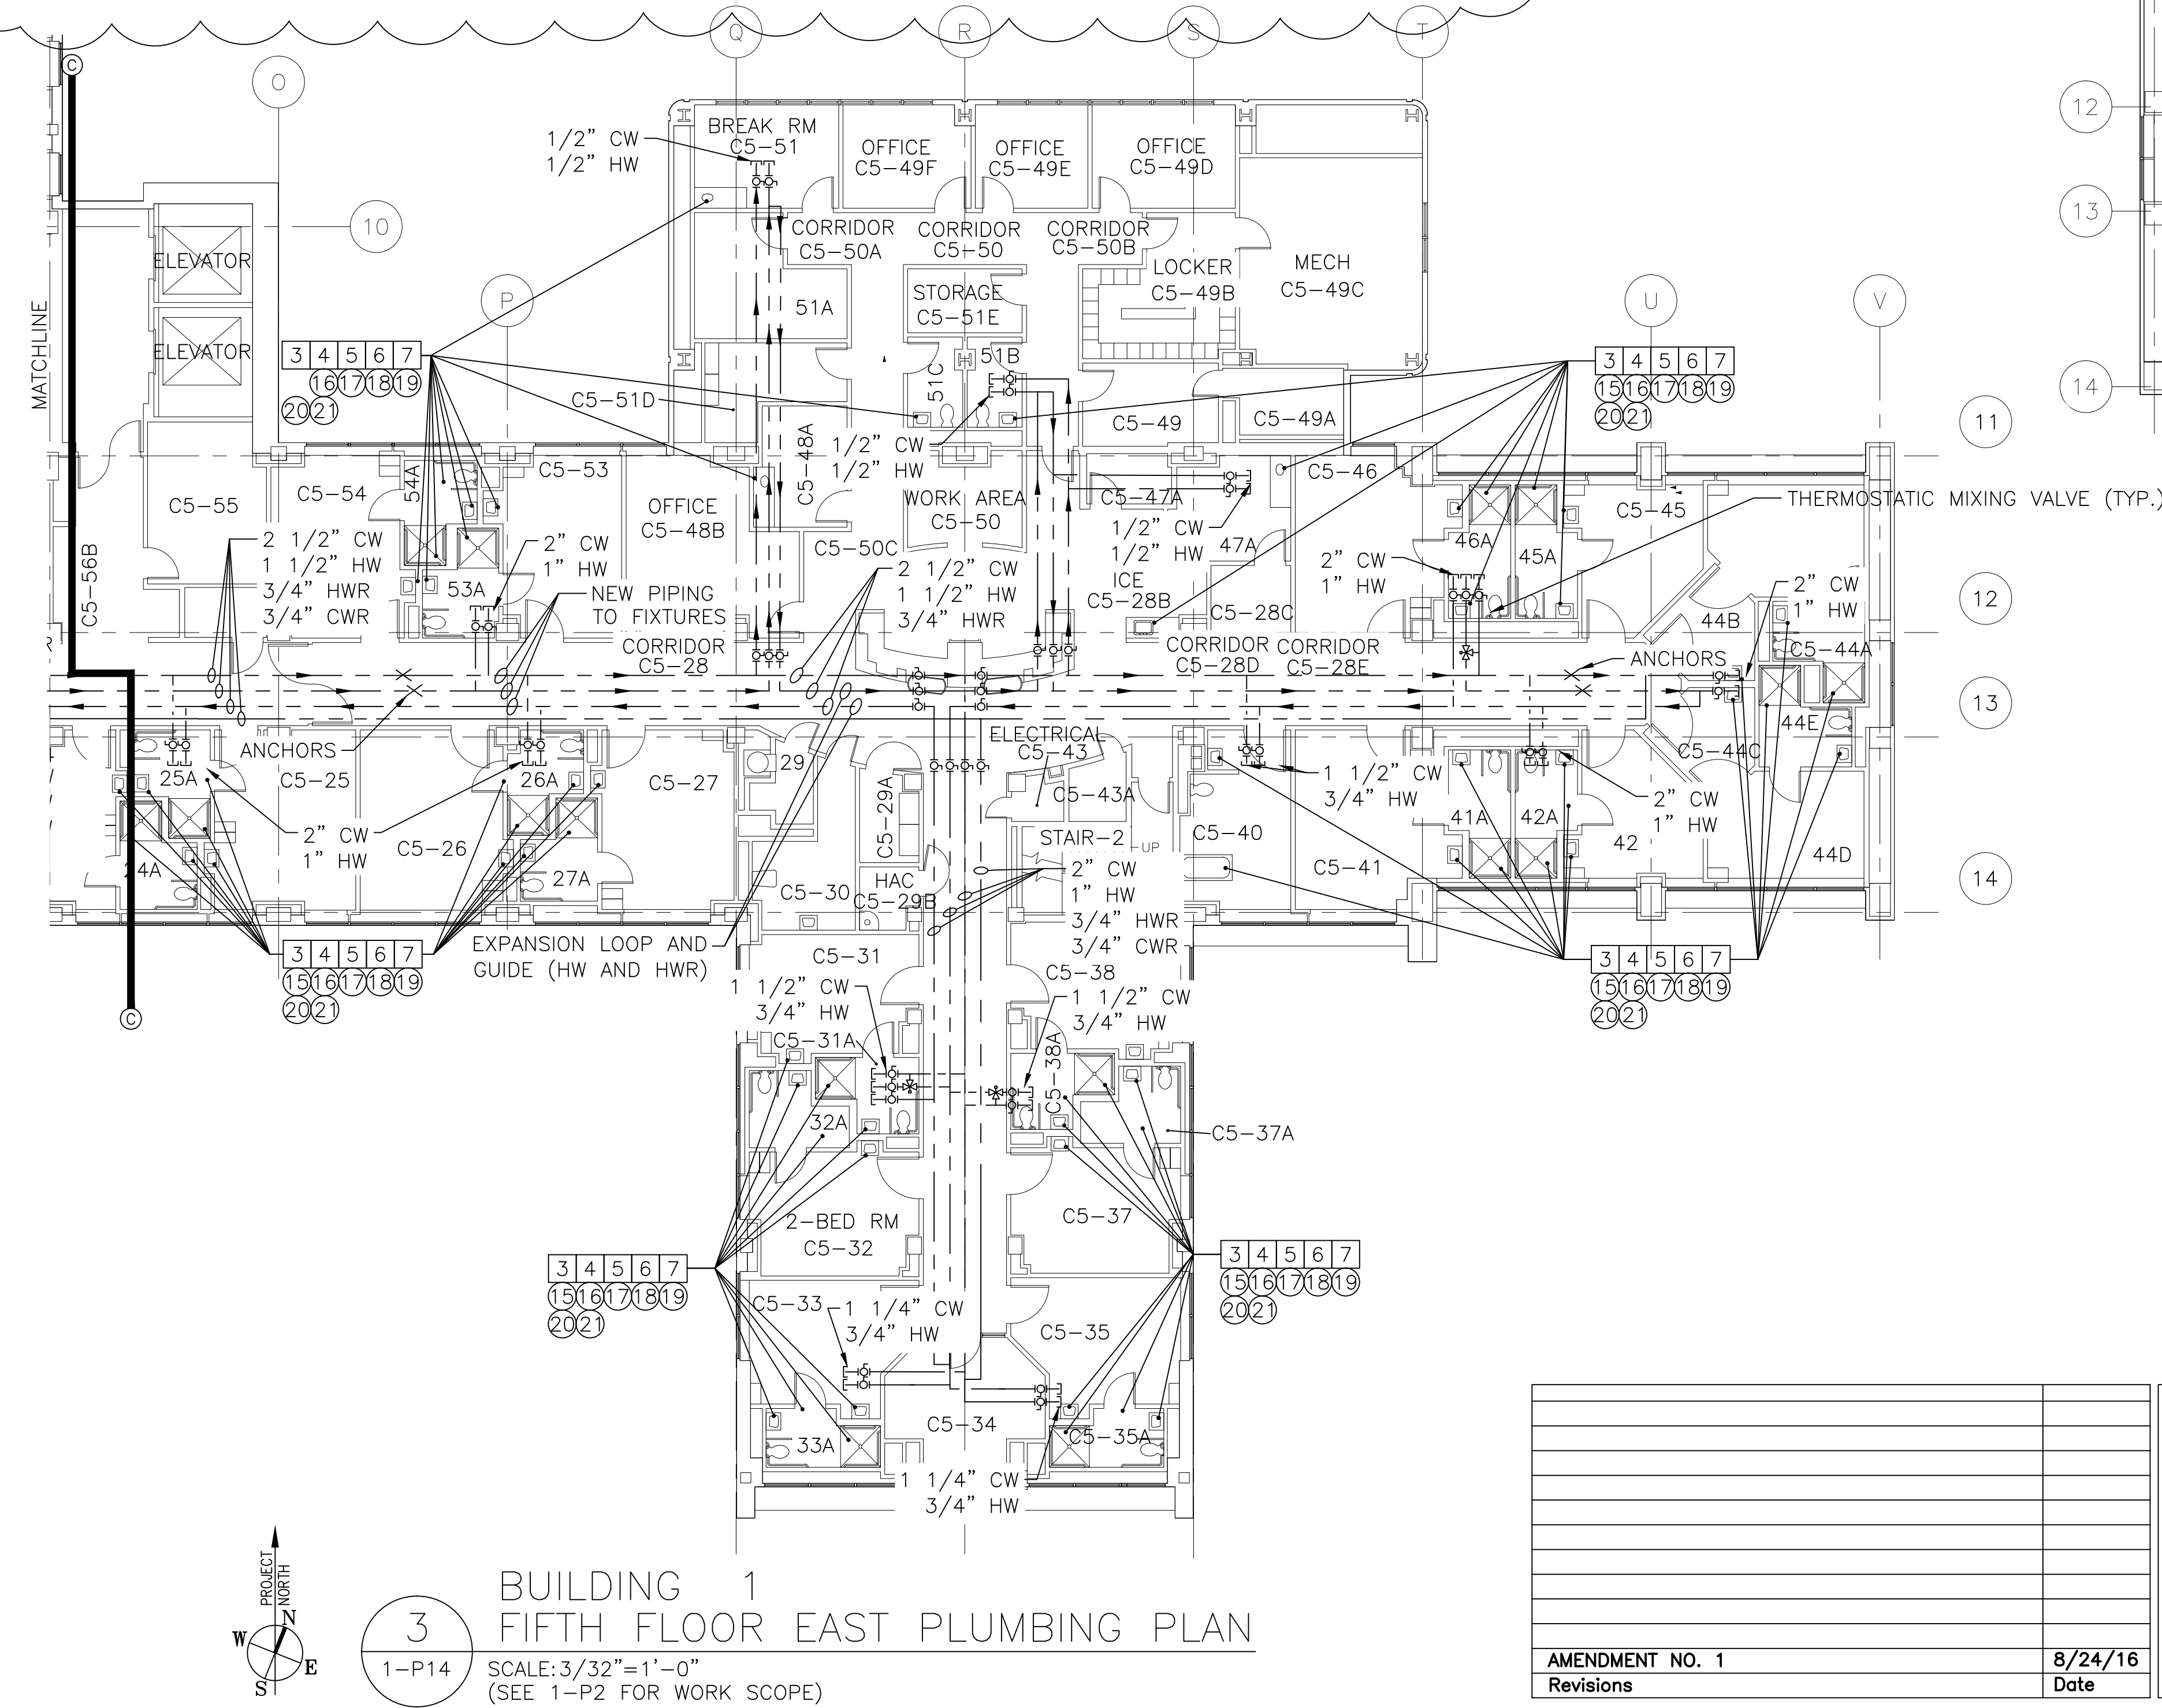 Q
R
S
T
O
P
U
V
10
11
12
13
14
12
13
14
C
C
MATCHLINE
ELEVATOR
ELEVATOR
1/2” CW
1/2” HW
BREAK RM
C5-51
OFFICE
C5-49F
OFFICE
C5-49E
OFFICE
C5-49D
CORRIDOR
C5-50A
CORRIDOR
C5-50
CORRIDOR
C5-50B
LOCKER
C5-49B
MECH
C5-49C
51A
STORAGE
C5-51E
51B
51C
3 4 5 6 7
16 17 18 19
20 21
3 4 5 6 7
15 16 17 18 19
20 21
C5-51D
C5-48A
1/2” CW
1/2” HW
C5-49
C5-49A
C5-55
C5-54
54A
C5-53
OFFICE
C5-48B
WORK AREA
C5-50
C5-47A
C5-46
C5-45
THERMOSTATIC MIXING VALVE (TYP.)
C5-56B
2 1/2” CW
1 1/2” HW
3/4” HWR
3/4” CWR
53A
2” CW
1” HW
NEW PIPING
TO FIXTURES
C5-50C
2 1/2” CW
1 1/2” HW
3/4” HWR
1/2” CW
1/2” HW
47A
ICE
C5-28B
C5-28C
2” CW
1” HW
46A
45A
2” CW
1” HW
44B
C5-44A
CORRIDOR
C5-28
CORRIDOR
C5-28D
CORRIDOR
C5-28E
ANCHORS
R
ANCHORS
25A
C5-25
26A
C5-27
29
C5-29A
ELECTRICAL
C5-43
C5-43A
1 1/2” CW
3/4” HW
C5-44C
44E
2” CW
1” HW
24A
2” CW
1” HW
C5-26
27A
C5-30
HAC
C5-29B
STAIR-2
UP
C5-40
C5-41
41A
42A
42
44D
2” CW
1” HW
3/4” HWR
3/4” CWR
3 4 5 6 7
15 16 17 18 19
20 21
EXPANSION LOOP AND
GUIDE (HW AND HWR)
C5-31
C5-38
3 4 5 6 7
15 16 17 18 19
20 21
1 1/2” CW
3/4” HW
C5-31A
1 1/2” CW
3/4” HW
C5-38A
32A
C5-37A
2-BED RM
C5-32
C5-37
3 4 5 6 7
15 16 17 18 19
20 21
3 4 5 6 7
15 16 17 18 19
20 21
C5-33
1 1/4” CW
3/4” HW
C5-35
C5-34
33A
C5-35A
1 1/4” CW
3/4” HW
PROJECT
NORTH
N
W
E
S
3
1-P14
BUILDING 1
FIFTH FLOOR EAST PLUMBING PLAN
SCALE:3/32”=1’-0”
(SEE 1-P2 FOR WORK SCOPE)
AMENDMENT NO. 1 8/24/16
Revisions Date